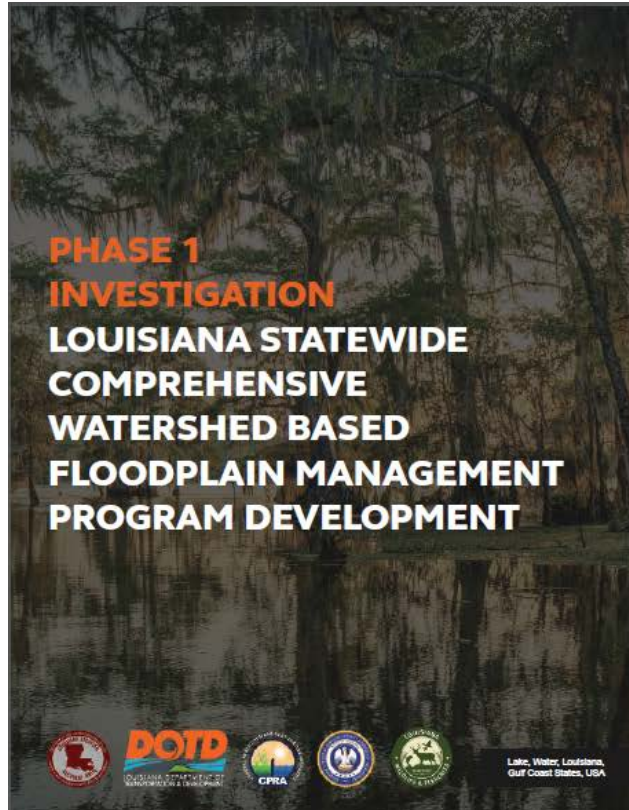 PHASE 1
INVESTIGATION
LOUISIANA STATEWIDE
COMPREHENSIVE
WATERSHED BASED
FLOODPLAIN MANAGEMENT
PROGRAM DEVELOPMENT
DOTD
LOUISIANA DEPARTMENT OF
TRANSPORTATION & DEVELOPMENT
CPRA
LOUISIANA
Lake, Water, Louisiana,
Gulf Coast States, USA